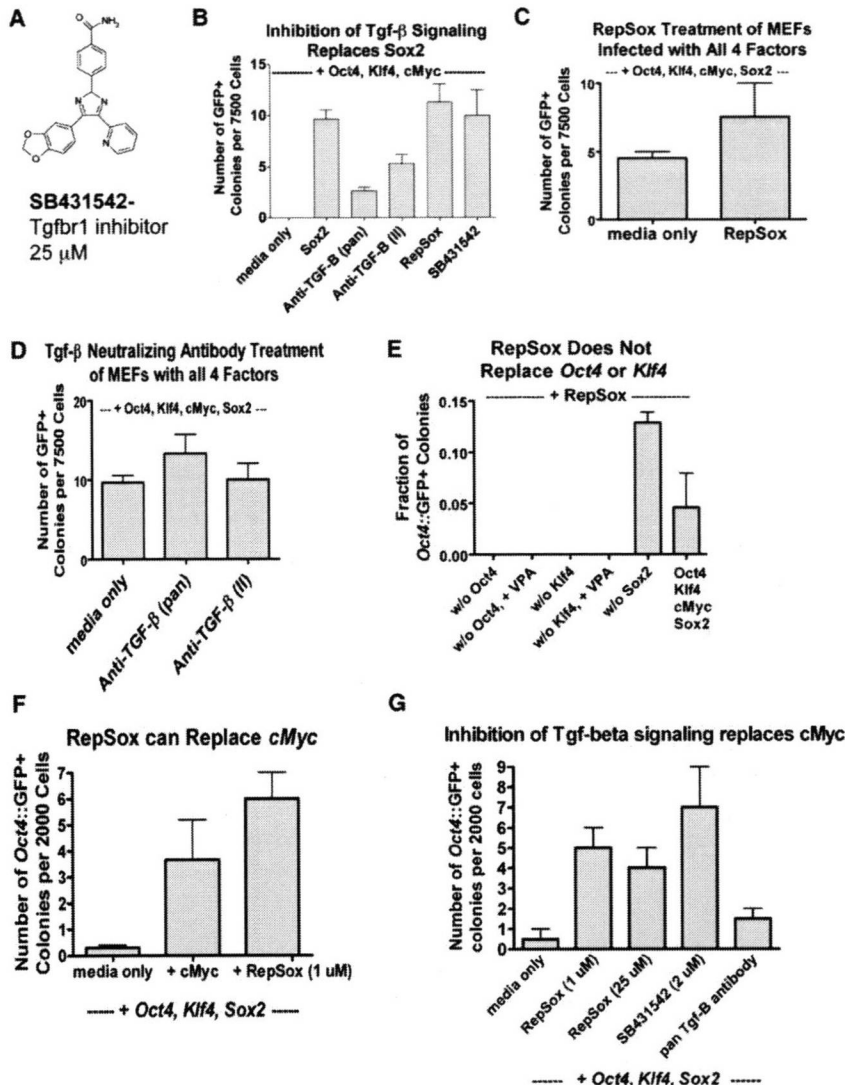 A
NH₂
O
N
N
O
O
N
SB431542-
Tgfbr1 inhibitor
25 µM
B
Inhibition of Tgf-β Signaling
Replaces Sox2
+ Oct4, Klf4, cMyc
Number of GFP+
Colonies per 7500 Cells
15
10
5
0
media only
Sox2
Anti-TGF-B (pan)
Anti-TGF-B (II)
RepSox
SB431542
C
RepSox Treatment of MEFs
Infected with All 4 Factors
--- + Oct4, Klf4, cMyc, Sox2 ---
Number of GFP+
Colonies per 7500 Cells
10
5
0
media only
RepSox
D
Tgf-β Neutralizing Antibody Treatment
of MEFs with all 4 Factors
--- + Oct4, Klf4, cMyc, Sox2 ---
Number of GFP+
Colonies per 7500 Cells
20
10
0
media only
Anti-TGF-β (pan)
Anti-TGF-β (II)
E
RepSox Does Not
Replace Oct4 or Klf4
+ RepSox
Fraction of
Oct4::GFP+ Colonies
0.15
0.10
0.05
0.00
w/o Oct4
w/o Oct4, + VPA
w/o Klf4
w/o Klf4, + VPA
w/o Sox2
Oct4
Klf4
cMyc
Sox2
F
RepSox can Replace cMyc
Number of Oct4::GFP+
Colonies per 2000 Cells
7
6
5
4
3
2
1
0
media only
+ cMyc
+ RepSox (1 uM)
----- + Oct4, Klf4, Sox2 -----
G
Inhibition of Tgf-beta signaling replaces cMyc
Number of Oct4::GFP+
colonies per 2000 cells
9
8
7
6
5
4
3
2
1
0
media only
RepSox (1 uM)
RepSox (25 uM)
SB431542 (2 uM)
pan Tgf-B antibody
------ + Oct4, Klf4, Sox2 ------